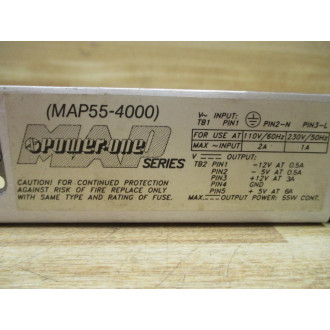 (MAP55-4000)
MAP
power-one
SERIES
CAUTION! FOR CONTINUED PROTECTION
AGAINST RISK OF FIRE REPLACE ONLY
WITH SAME TYPE AND RATING OF FUSE.
V~ INPUT:
TB1 PIN1 PIN2-N PIN3-L
FOR USE AT 110V/60Hz 230V/50Hz
MAX ~INPUT 2A 1A
V OUTPUT:
TB2 PIN1 -12V AT 0.5A
PIN2 - 5V AT 0.5A
PIN3 +12V AT 3A
PIN4 GND
PIN5 + 5V AT 6A
MAX. OUTPUT POWER: 55W CONT.